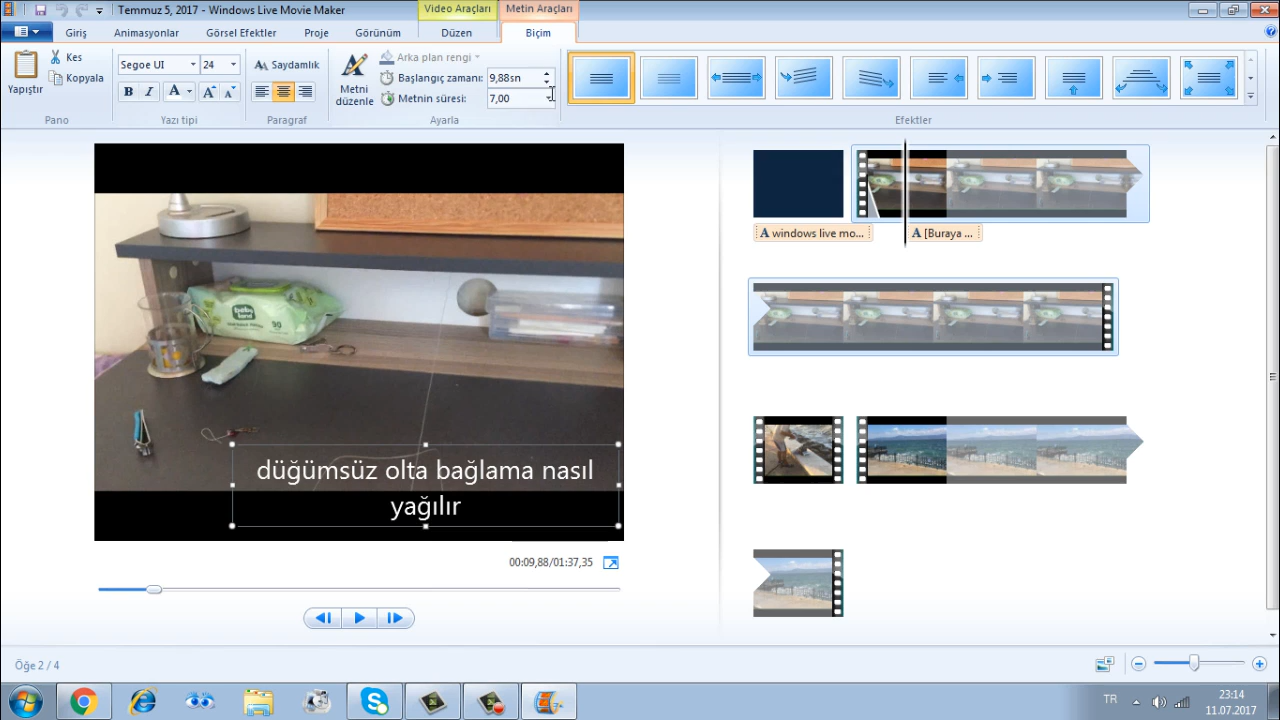 Temmuz 5, 2017 - Windows Live Movie Maker
Video Araçları
Metin Araçları
Giriş
Animasyonlar
Görsel Efektler
Proje
Görünüm
Düzen
Biçim
Yapıştır
Kes
Kopyala
Pano
Segoe UI
24
B I A A A
Yazı tipi
Saydamlık
Paragraf
Metni
düzenle
Arka plan rengi
Başlangıç zamanı: 9,88sn
Metnin süresi: 7,00
Ayarla
Efektler
baby
land
90
düğümsüz olta bağlama nasıl
yağılır
00:09,88/01:37,35
A windows live mo...
A [Buraya ...
Öğe 2 / 4
TR
23:14
11.07.2017